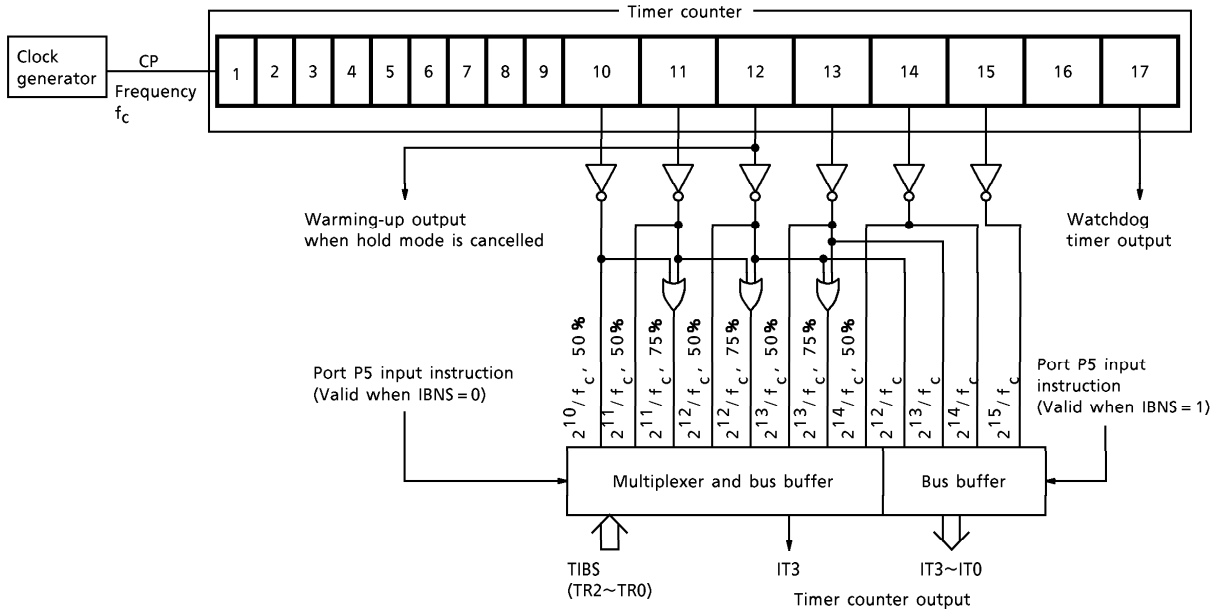 Timer counter
Clock
generator
CP
Frequency
fc
1 2 3 4 5 6 7 8 9 10 11 12 13 14 15 16 17
Warming-up output
when hold mode is cancelled
Watchdog
timer output
2^10/fc, 50%
2^11/fc, 50%
2^11/fc, 75%
2^12/fc, 50%
2^12/fc, 75%
2^13/fc, 50%
2^13/fc, 75%
2^14/fc, 50%
2^12/fc
2^13/fc
2^14/fc
2^15/fc
Port P5 input instruction
(Valid when IBNS = 0)
Port P5 input
instruction
(Valid when IBNS = 1)
Multiplexer and bus buffer
Bus buffer
TIBS
(TR2~TR0)
IT3
IT3~IT0
Timer counter output